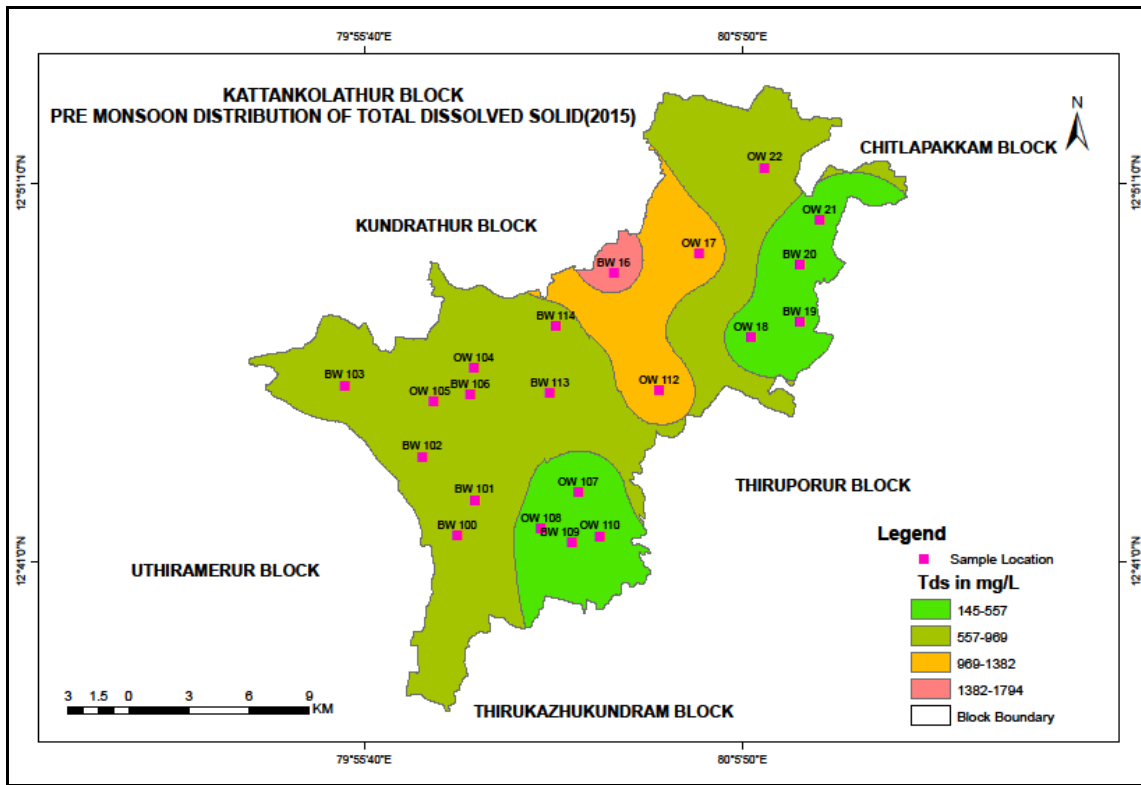 79°55'40"E
80°5'50"E
KATTANKOLATHUR BLOCK
PRE MONSOON DISTRIBUTION OF TOTAL DISSOLVED SOLID(2015)
N
CHITLAPAKKAM BLOCK
OW 22
12°51'10"N
12°51'10"N
OW 21
KUNDRATHUR BLOCK
OW 17
BW 16
BW 20
BW 114
BW 19
OW 18
OW 104
BW 103
BW 106
OW 105
BW 113
OW 112
BW 102
OW 107
THIRUPORUR BLOCK
BW 101
BW 100
OW 108
OW 110
BW 109
Legend
Sample Location
UTHIRAMERUR BLOCK
12°41'0"N
12°41'0"N
Tds in mg/L
145-557
557-969
969-1382
1382-1794
Block Boundary
3 1.5 0 3 6 9
KM
THIRUKAZHUKUNDRAM BLOCK
79°55'40"E
80°5'50"E